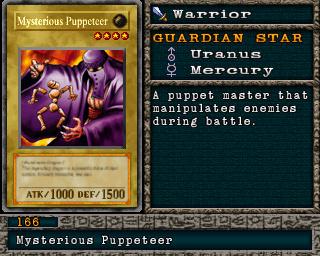 Mysterious Puppeteer
ATK/1000 DEF/1500
Warrior
GUARDIAN STAR
Uranus
Mercury
A puppet master that
manipulates enemies
during battle.
166
Mysterious Puppeteer